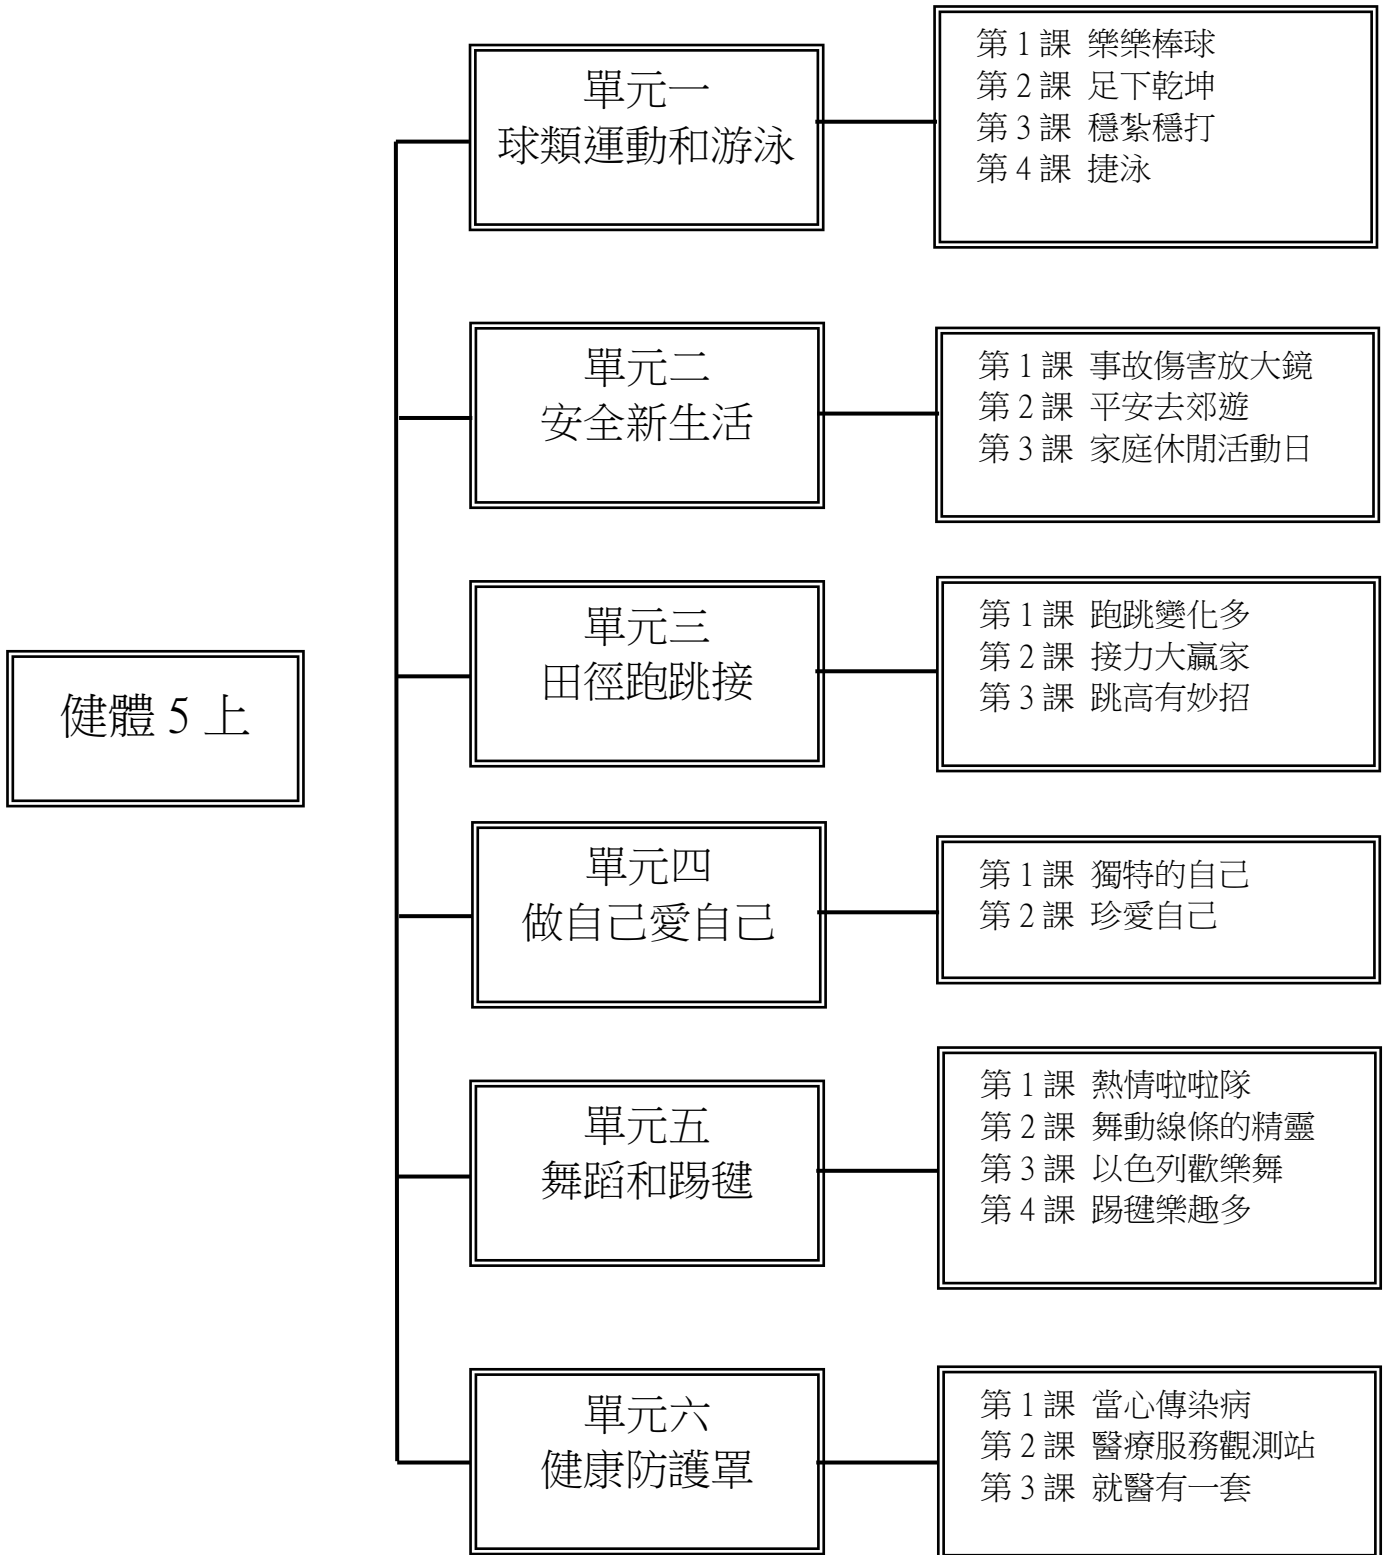 健體 5 上
單元一
球類運動和游泳
第 1 課 樂樂棒球
第 2 課 足下乾坤
第 3 課 穩紮穩打
第 4 課 捷泳
單元二
安全新生活
第 1 課 事故傷害放大鏡
第 2 課 平安去郊遊
第 3 課 家庭休閒活動日
單元三
田徑跑跳接
第 1 課 跑跳變化多
第 2 課 接力大贏家
第 3 課 跳高有妙招
單元四
做自己愛自己
第 1 課 獨特的自己
第 2 課 珍愛自己
單元五
舞蹈和踢毽
第 1 課 熱情啦啦隊
第 2 課 舞動線條的精靈
第 3 課 以色列歡樂舞
第 4 課 踢毽樂趣多
單元六
健康防護罩
第 1 課 當心傳染病
第 2 課 醫療服務觀測站
第 3 課 就醫有一套